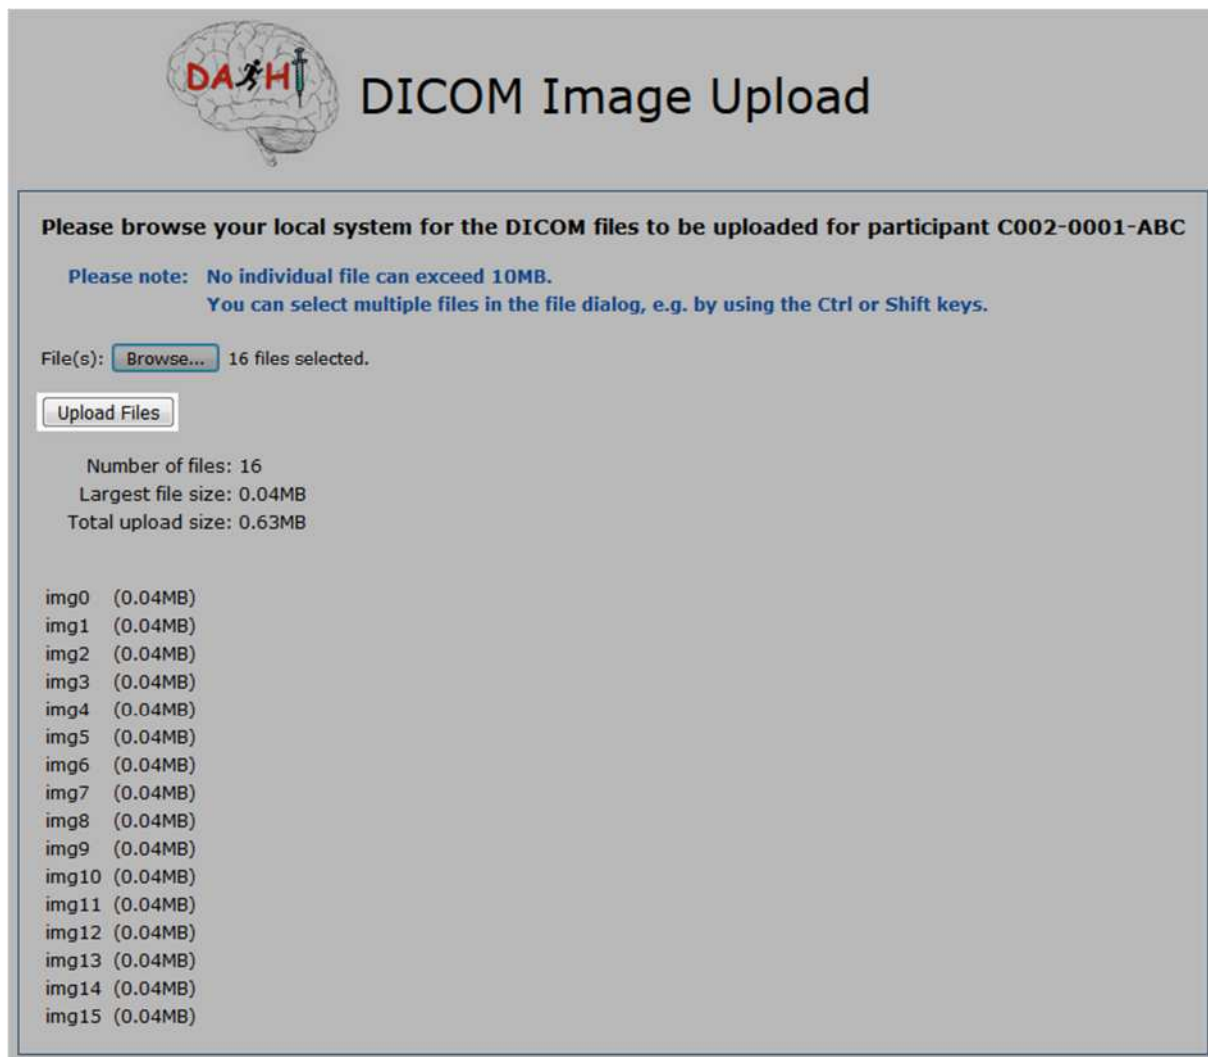 DASH
DICOM Image Upload
Please browse your local system for the DICOM files to be uploaded for participant C002-0001-ABC
Please note: No individual file can exceed 10MB.
You can select multiple files in the file dialog, e.g. by using the Ctrl or Shift keys.
File(s): Browse... 16 files selected.
Upload Files
Number of files: 16
Largest file size: 0.04MB
Total upload size: 0.63MB
img0 (0.04MB)
img1 (0.04MB)
img2 (0.04MB)
img3 (0.04MB)
img4 (0.04MB)
img5 (0.04MB)
img6 (0.04MB)
img7 (0.04MB)
img8 (0.04MB)
img9 (0.04MB)
img10 (0.04MB)
img11 (0.04MB)
img12 (0.04MB)
img13 (0.04MB)
img14 (0.04MB)
img15 (0.04MB)